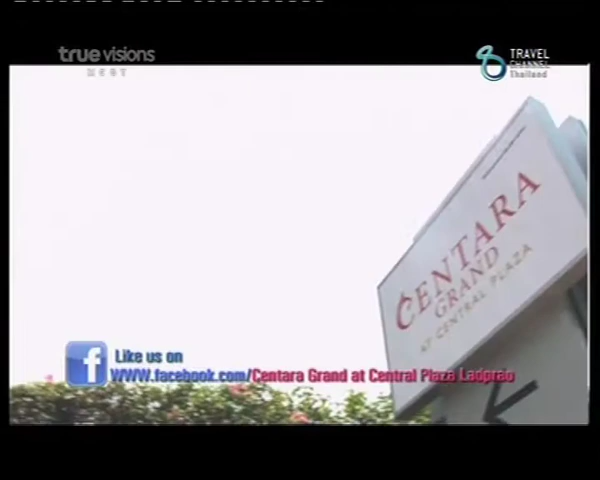 truevisions
TRAVEL
CHANNEL
Thailand
CENTARA
GRAND
AT CENTRAL PLAZA
Like us on
WWW.facebook.com/Centara Grand at Central Plaza Ladprao